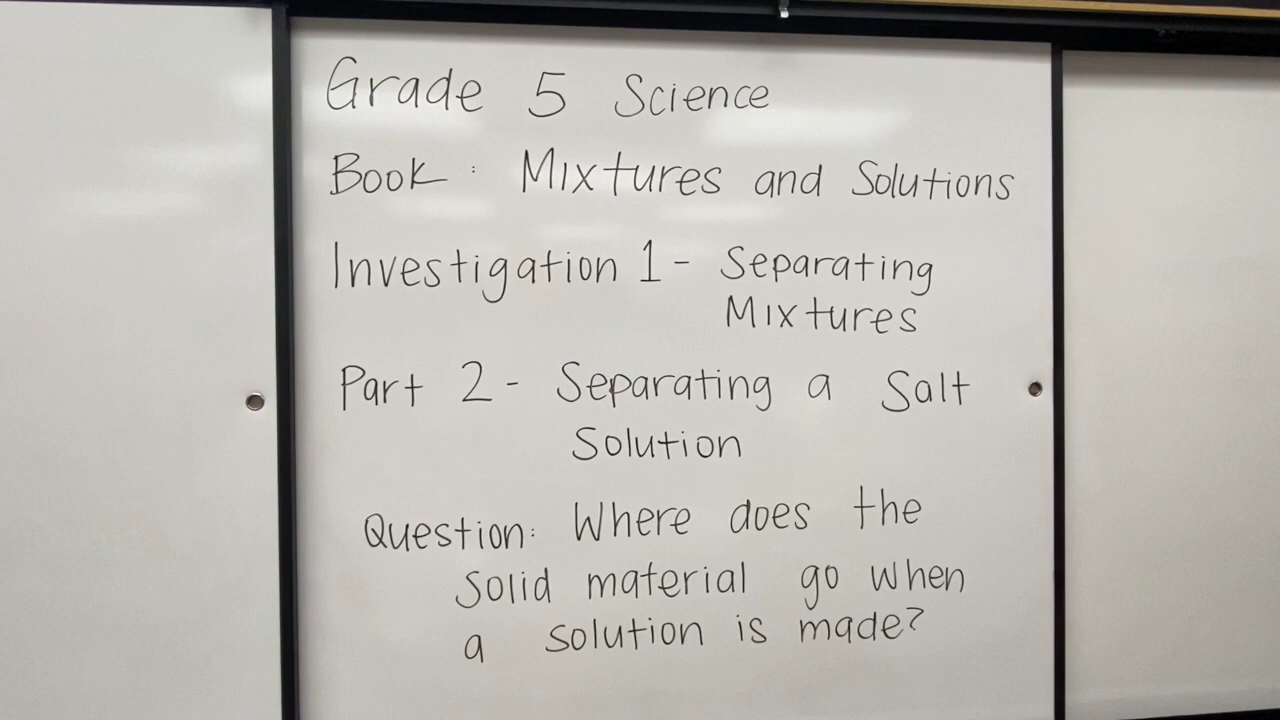 Grade 5 Science
Book: Mixtures and Solutions
Investigation 1 - Separating
Mixtures
Part 2 - Separating a Salt
Solution
Question: Where does the
solid material go when
a solution is made?